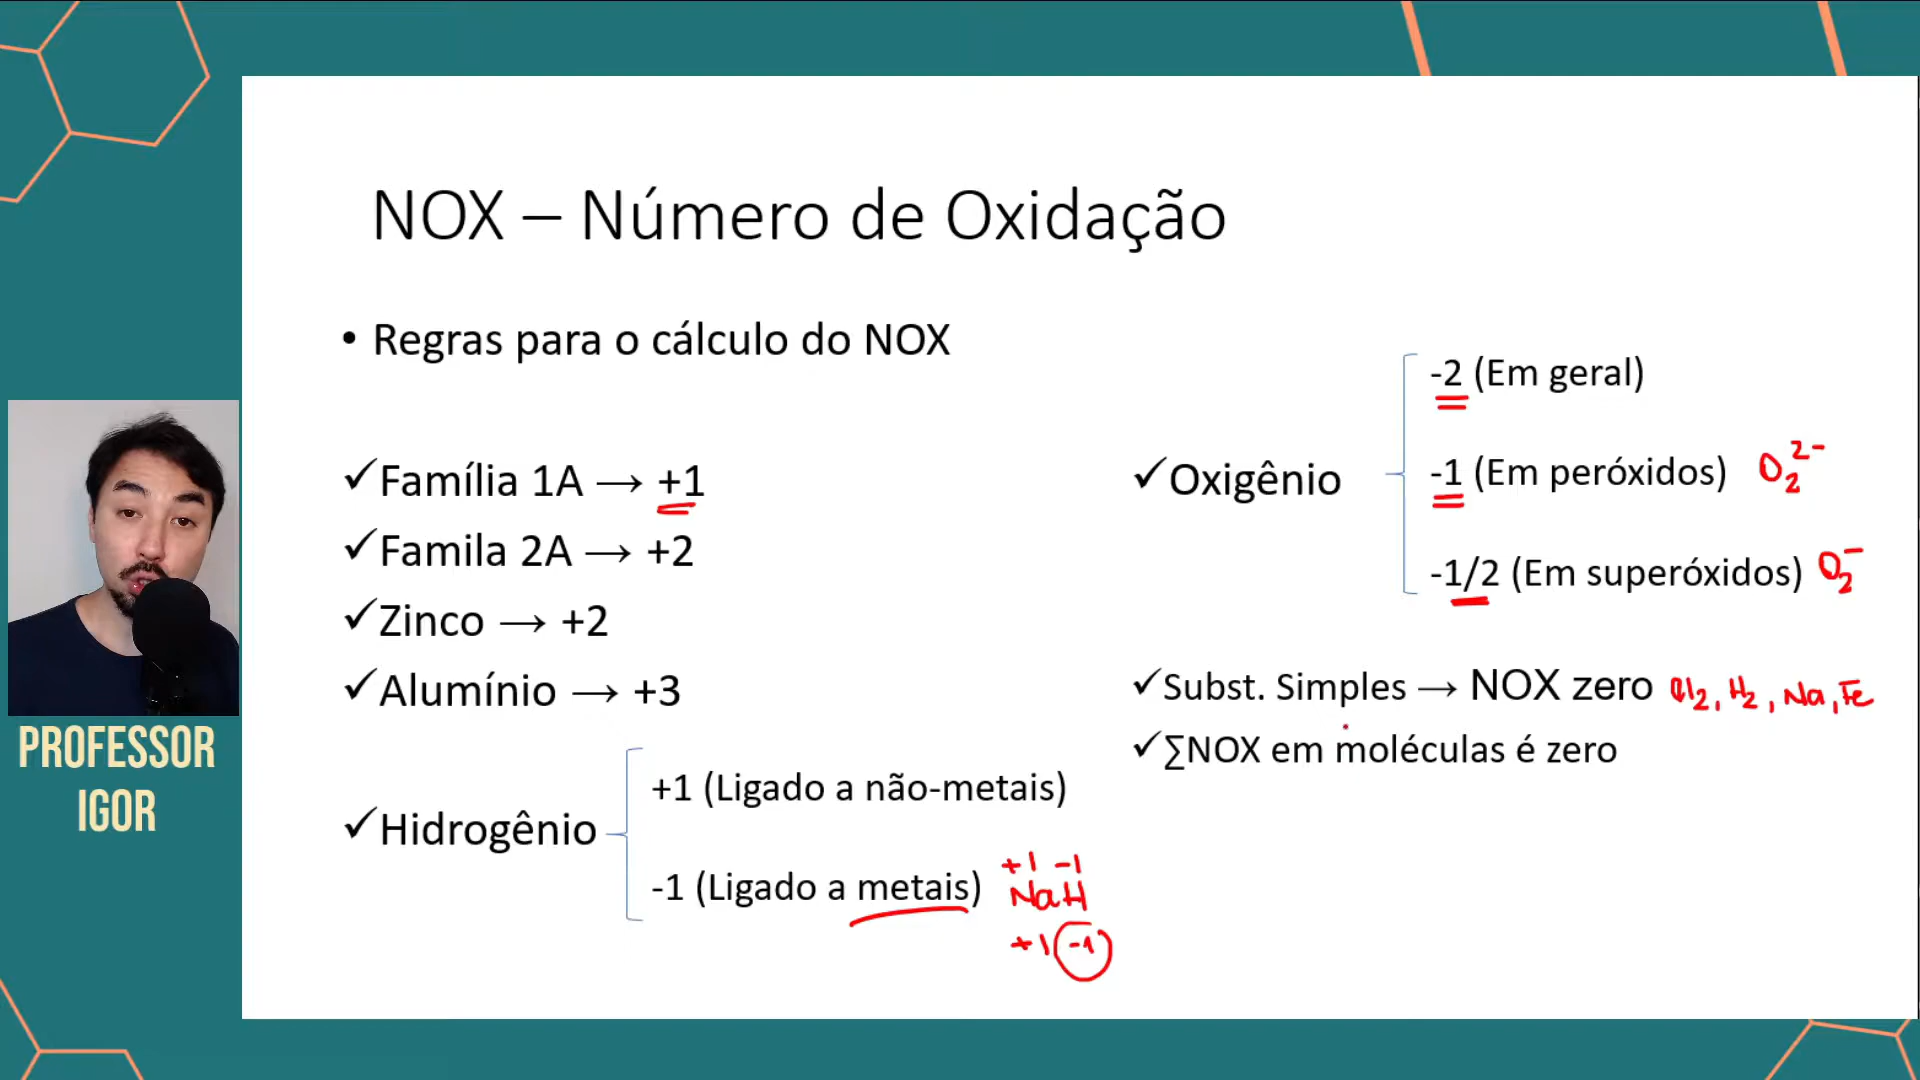 NOX – Número de Oxidação
• Regras para o cálculo do NOX
✓Família 1A → +1
✓Famila 2A → +2
✓Zinco → +2
✓Alumínio → +3
✓Hidrogênio
+1 (Ligado a não-metais)
-1 (Ligado a metais)
+1 -1
NaH
+1 -1
✓Oxigênio
-2 (Em geral)
-1 (Em peróxidos) O₂²⁻
-1/2 (Em superóxidos) O₂⁻
✓Subst. Simples → NOX zero Cl₂, H₂, Na, Fe
✓∑NOX em moléculas é zero
PROFESSOR
IGOR